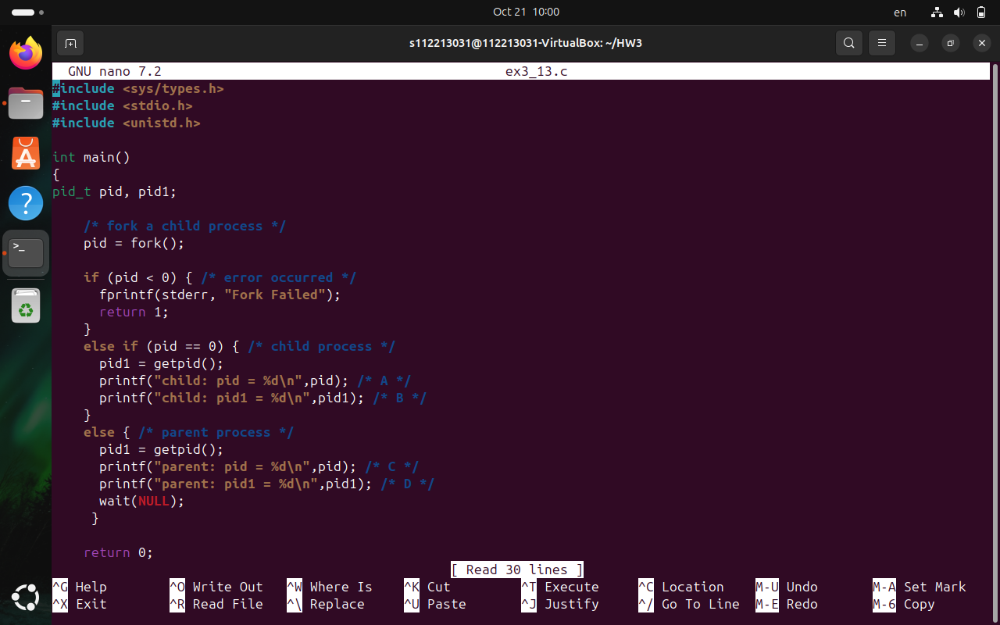 Oct 21 10:00
en
s112213031@112213031-VirtualBox: ~/HW3
GNU nano 7.2 ex3_13.c
#include <sys/types.h>
#include <stdio.h>
#include <unistd.h>
int main()
{
pid_t pid, pid1;
/* fork a child process */
pid = fork();
if (pid < 0) { /* error occurred */
fprintf(stderr, "Fork Failed");
return 1;
}
else if (pid == 0) { /* child process */
pid1 = getpid();
printf("child: pid = %d\n",pid); /* A */
printf("child: pid1 = %d\n",pid1); /* B */
}
else { /* parent process */
pid1 = getpid();
printf("parent: pid = %d\n",pid); /* C */
printf("parent: pid1 = %d\n",pid1); /* D */
wait(NULL);
}
return 0;
[ Read 30 lines ]
^G Help ^O Write Out ^W Where Is ^K Cut ^T Execute ^C Location M-U Undo M-A Set Mark
^X Exit ^R Read File ^\ Replace ^U Paste ^J Justify ^/ Go To Line M-E Redo M-6 Copy